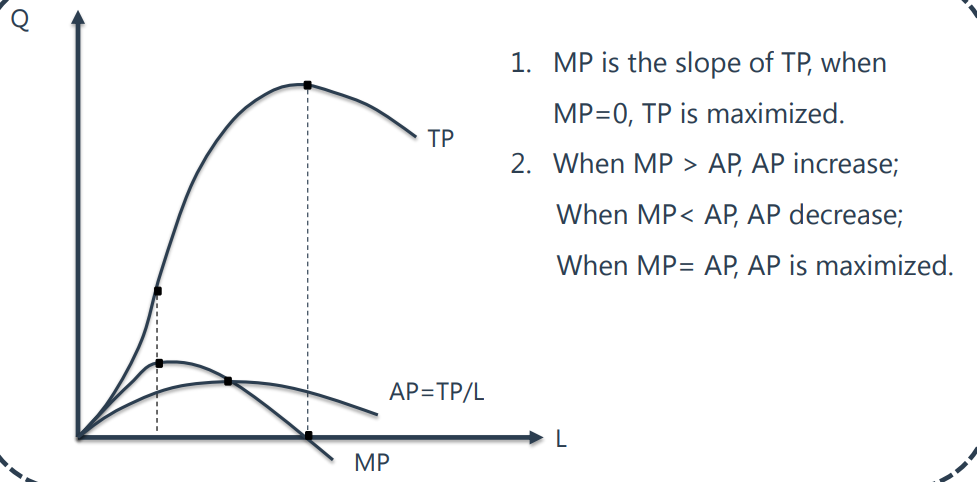 Q
1. MP is the slope of TP, when
MP=0, TP is maximized.
TP
2. When MP > AP, AP increase;
When MP< AP, AP decrease;
When MP= AP, AP is maximized.
AP=TP/L
L
MP